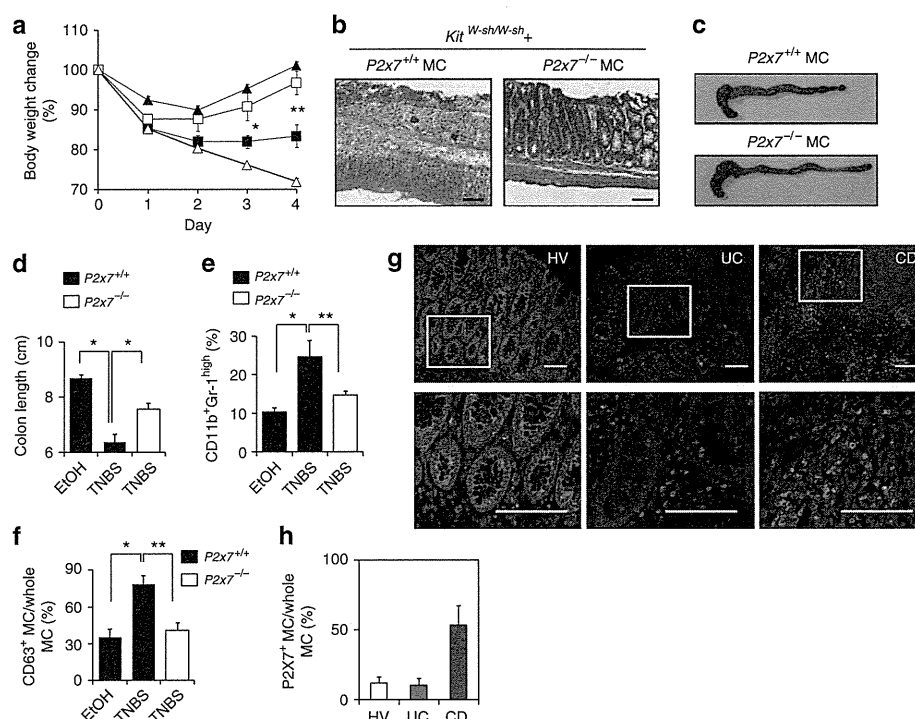 a
110
100
90
80
70
Body weight change
(%)
*
**
0 1 2 3 4
Day
b
Kit W-sh/W-sh+
P2x7+/+ MC
P2x7−/− MC
c
P2x7+/+ MC
P2x7−/− MC
d
P2x7+/+
P2x7−/−
* *
Colon length (cm)
10
8
6
EtOH
TNBS
TNBS
e
P2x7+/+
P2x7−/−
* **
CD11b+Gr-1high (%)
30
20
10
0
EtOH
TNBS
TNBS
f
P2x7+/+
P2x7−/−
* **
CD63+ MC/whole
MC (%)
90
60
30
0
EtOH
TNBS
TNBS
g
HV
UC
CD
h
P2X7+ MC/whole
MC (%)
100
50
0
HV UC CD